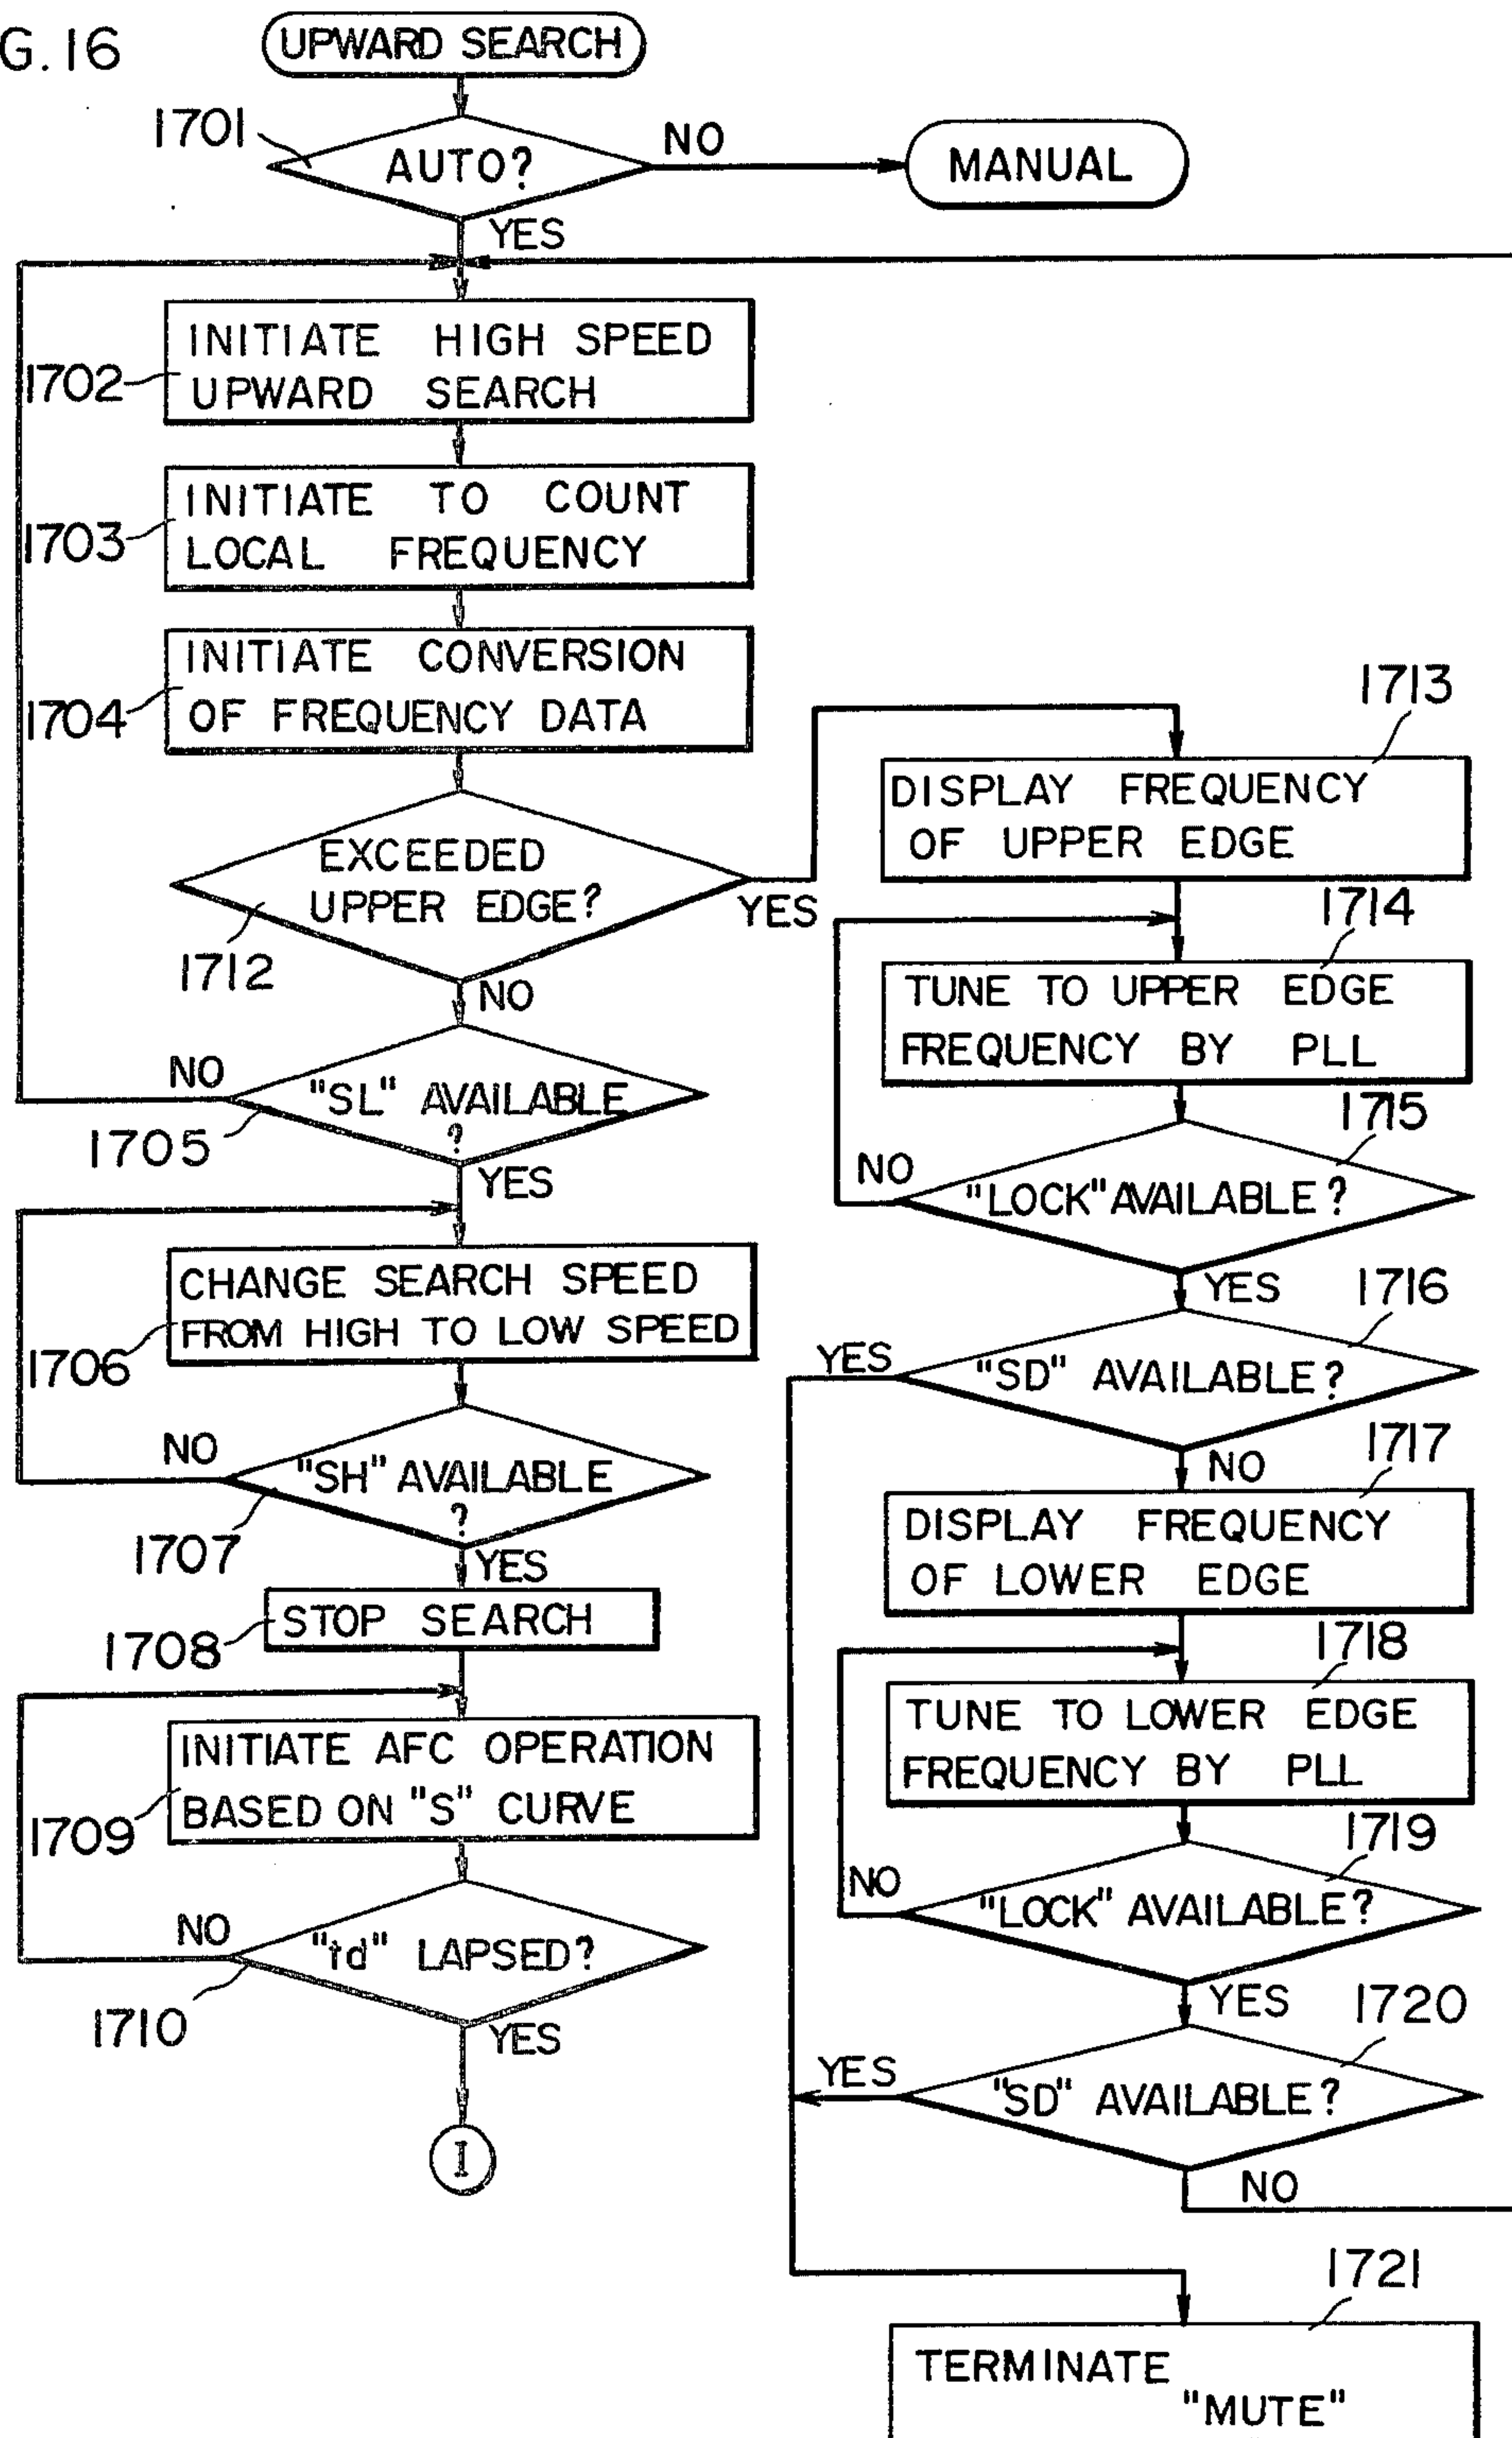 G. 16
UPWARD SEARCH
1701
AUTO?
NO
MANUAL
YES
1702
INITIATE HIGH SPEED
UPWARD SEARCH
1703
INITIATE TO COUNT
LOCAL FREQUENCY
1704
INITIATE CONVERSION
OF FREQUENCY DATA
EXCEEDED
UPPER EDGE?
YES
1712
NO
NO
"SL" AVAILABLE
?
1705
YES
CHANGE SEARCH SPEED
FROM HIGH TO LOW SPEED
1706
NO
"SH" AVAILABLE
?
1707
YES
STOP SEARCH
1708
INITIATE AFC OPERATION
BASED ON "S" CURVE
1709
NO
"td" LAPSED?
1710
YES
1
1713
DISPLAY FREQUENCY
OF UPPER EDGE
1714
TUNE TO UPPER EDGE
FREQUENCY BY PLL
1715
NO
"LOCK" AVAILABLE?
YES
1716
YES
"SD" AVAILABLE?
NO
1717
DISPLAY FREQUENCY
OF LOWER EDGE
1718
TUNE TO LOWER EDGE
FREQUENCY BY PLL
1719
NO
"LOCK" AVAILABLE?
YES
1720
YES
"SD" AVAILABLE?
NO
1721
TERMINATE
"MUTE"